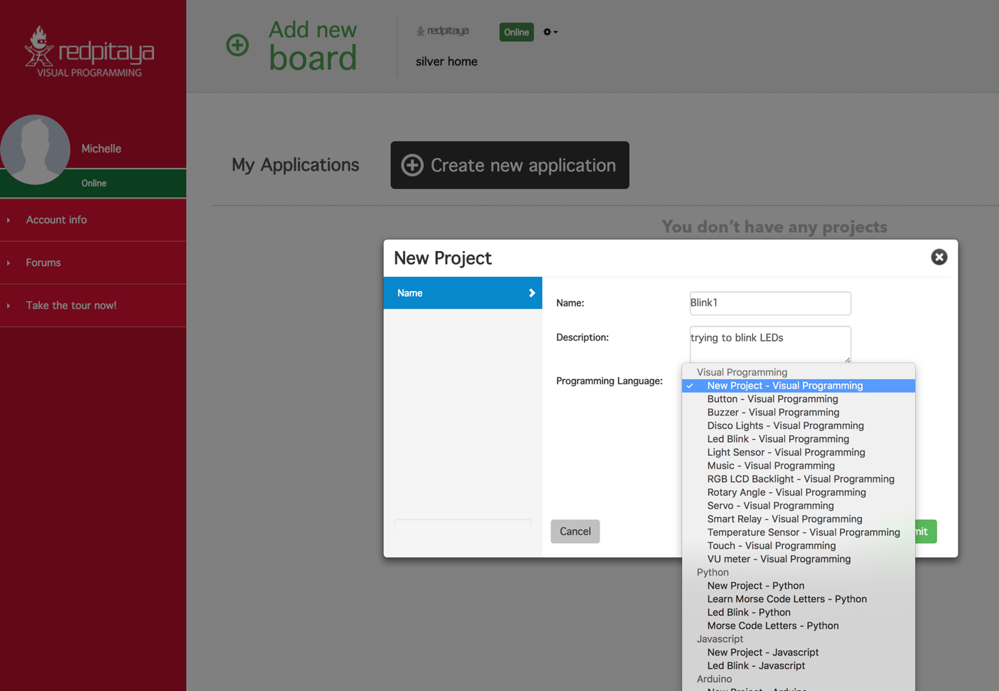 redpitaya
VISUAL PROGRAMMING
Michelle
Online
Account info
Forums
Take the tour now!
Add new
board
redpitaya
Online
silver home
My Applications
Create new application
You don't have any projects
New Project
Name
Name:
Blink1
Description:
trying to blink LEDs
Programming Language:
Visual Programming
✓ New Project - Visual Programming
Button - Visual Programming
Buzzer - Visual Programming
Disco Lights - Visual Programming
Led Blink - Visual Programming
Light Sensor - Visual Programming
Music - Visual Programming
RGB LCD Backlight - Visual Programming
Rotary Angle - Visual Programming
Servo - Visual Programming
Smart Relay - Visual Programming
Temperature Sensor - Visual Programming
Touch - Visual Programming
VU meter - Visual Programming
Python
New Project - Python
Learn Morse Code Letters - Python
Led Blink - Python
Morse Code Letters - Python
Javascript
New Project - Javascript
Led Blink - Javascript
Arduino
New Project - Arduino
Cancel
mit